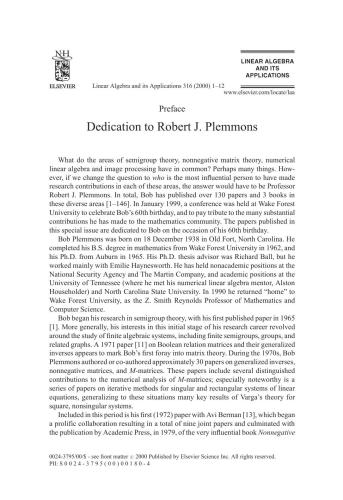 NH
ELSEVIER
LINEAR ALGEBRA
AND ITS
APPLICATIONS
Linear Algebra and its Applications 316 (2000) 1–12
www.elsevier.com/locate/laa
Preface
Dedication to Robert J. Plemmons
What do the areas of semigroup theory, nonnegative matrix theory, numerical
linear algebra and image processing have in common? Perhaps many things. How-
ever, if we change the question to who is the most influential person to have made
research contributions in each of these areas, the answer would have to be Professor
Robert J. Plemmons. In total, Bob has published over 130 papers and 3 books in
these diverse areas [1–146]. In January 1999, a conference was held at Wake Forest
University to celebrate Bob's 60th birthday, and to pay tribute to the many substantial
contributions he has made to the mathematics community. The papers published in
this special issue are dedicated to Bob on the occasion of his 60th birthday.
Bob Plemmons was born on 18 December 1938 in Old Fort, North Carolina. He
completed his B.S. degree in mathematics from Wake Forest University in 1962, and
his Ph.D. from Auburn in 1965. His Ph.D. thesis advisor was Richard Ball, but he
worked mainly with Emilie Haynesworth. He has held nonacademic positions at the
National Security Agency and The Martin Company, and academic positions at the
University of Tennessee (where he met his numerical linear algebra mentor, Alston
Householder) and North Carolina State University. In 1990 he returned “home” to
Wake Forest University, as the Z. Smith Reynolds Professor of Mathematics and
Computer Science.
Bob began his research in semigroup theory, with his first published paper in 1965
[1]. More generally, his interests in this initial stage of his research career revolved
around the study of finite algebraic systems, including finite semigroups, groups, and
related graphs. A 1971 paper [11] on Boolean relation matrices and their generalized
inverses appears to mark Bob's first foray into matrix theory. During the 1970s, Bob
Plemmons authored or co-authored approximately 30 papers on generalized inverses,
nonnegative matrices, and M-matrices. These papers include several distinguished
contributions to the numerical analysis of M-matrices; especially noteworthy is a
series of papers on iterative methods for singular and rectangular systems of linear
equations, generalizing to these situations many key results of Varga's theory for
square, nonsingular systems.
Included in this period is his first (1972) paper with Avi Berman [13], which began
a prolific collaboration resulting in a total of nine joint papers and culminated with
the publication by Academic Press, in 1979, of the very influential book Nonnegative
0024-3795/00/$ - see front matter © 2000 Published by Elsevier Science Inc. All rights reserved.
PII: S 0 0 2 4 - 3 7 9 5 ( 0 0 ) 0 0 1 8 0 - 4